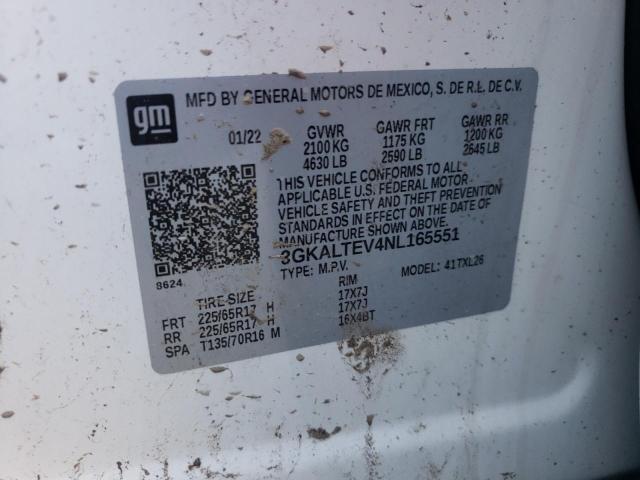 gm
MFD BY GENERAL MOTORS DE MEXICO, S. DE R.L. DE C.V.
01/22 GVWR GAWR FRT GAWR RR
2100 KG 1175 KG 1200 KG
4630 LB 2590 LB 2645 LB
THIS VEHICLE CONFORMS TO ALL
APPLICABLE U.S. FEDERAL MOTOR
VEHICLE SAFETY AND THEFT PREVENTION
STANDARDS IN EFFECT ON THE DATE OF
MANUFACTURE SHOWN ABOVE.
3GKALTEV4NL165551
TYPE: M.P.V. MODEL: 41TXL26
8624
TIRE SIZE RIM
FRT 225/65R17 H 17X7J
RR 225/65R17 H 17X7J
SPA T135/70R16 M 16X4BT